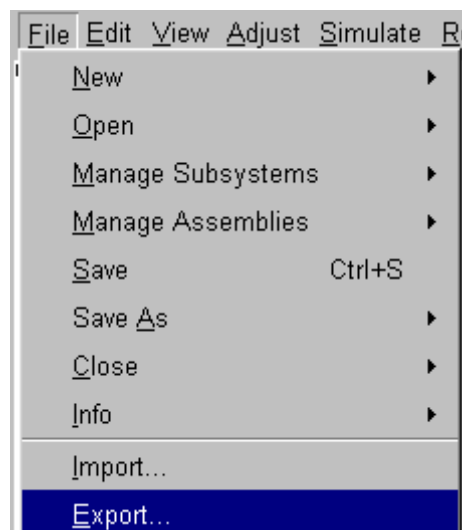 File Edit View Adjust Simulate R
New
Open
Manage Subsystems
Manage Assemblies
Save Ctrl+S
Save As
Close
Info
Import...
Export...